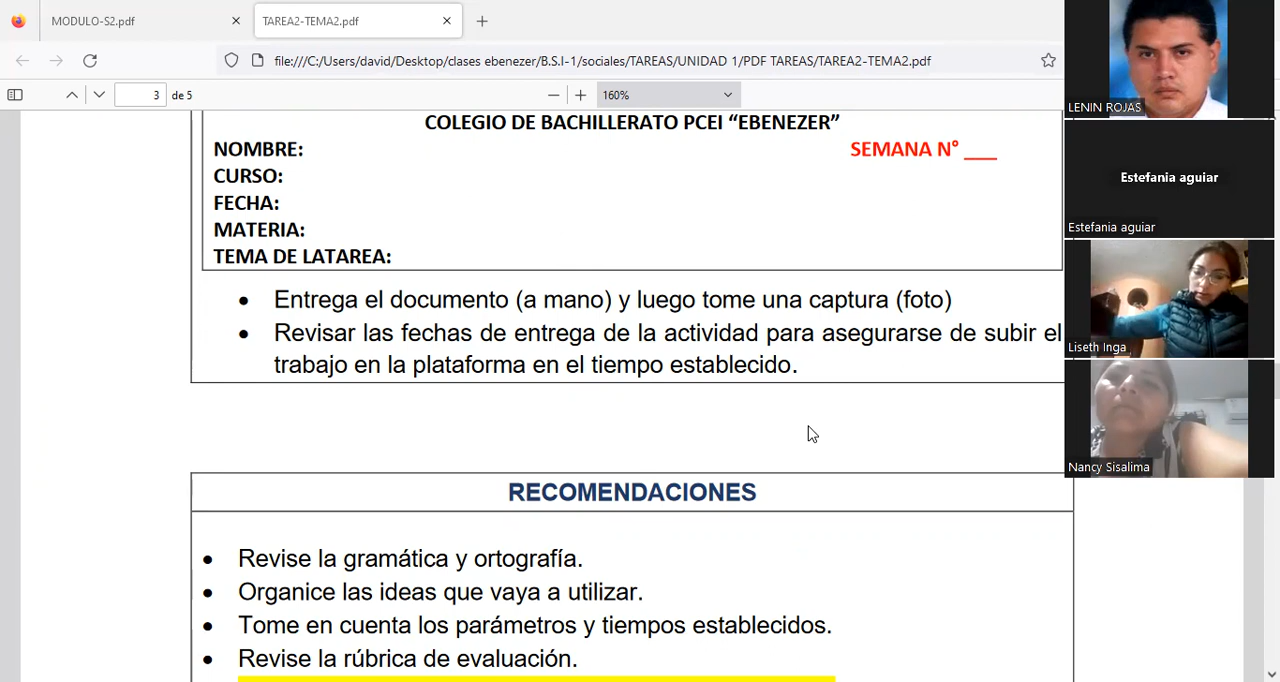 MODULO-S2.pdf
TAREA2-TEMA2.pdf
file:///C:/Users/david/Desktop/clases ebenezer/B.S.I-1/sociales/TAREAS/UNIDAD 1/PDF TAREAS/TAREA2-TEMA2.pdf
3 de 5
160%
COLEGIO DE BACHILLERATO PCEI “EBENEZER”
NOMBRE: SEMANA N° ___
CURSO:
FECHA:
MATERIA:
TEMA DE LATAREA:
• Entrega el documento (a mano) y luego tome una captura (foto)
• Revisar las fechas de entrega de la actividad para asegurarse de subir el
trabajo en la plataforma en el tiempo establecido.
RECOMENDACIONES
• Revise la gramática y ortografía.
• Organice las ideas que vaya a utilizar.
• Tome en cuenta los parámetros y tiempos establecidos.
• Revise la rúbrica de evaluación.
LENIN ROJAS
Estefania aguiar
Estefania aguiar
Liseth Inga
Nancy Sisalima